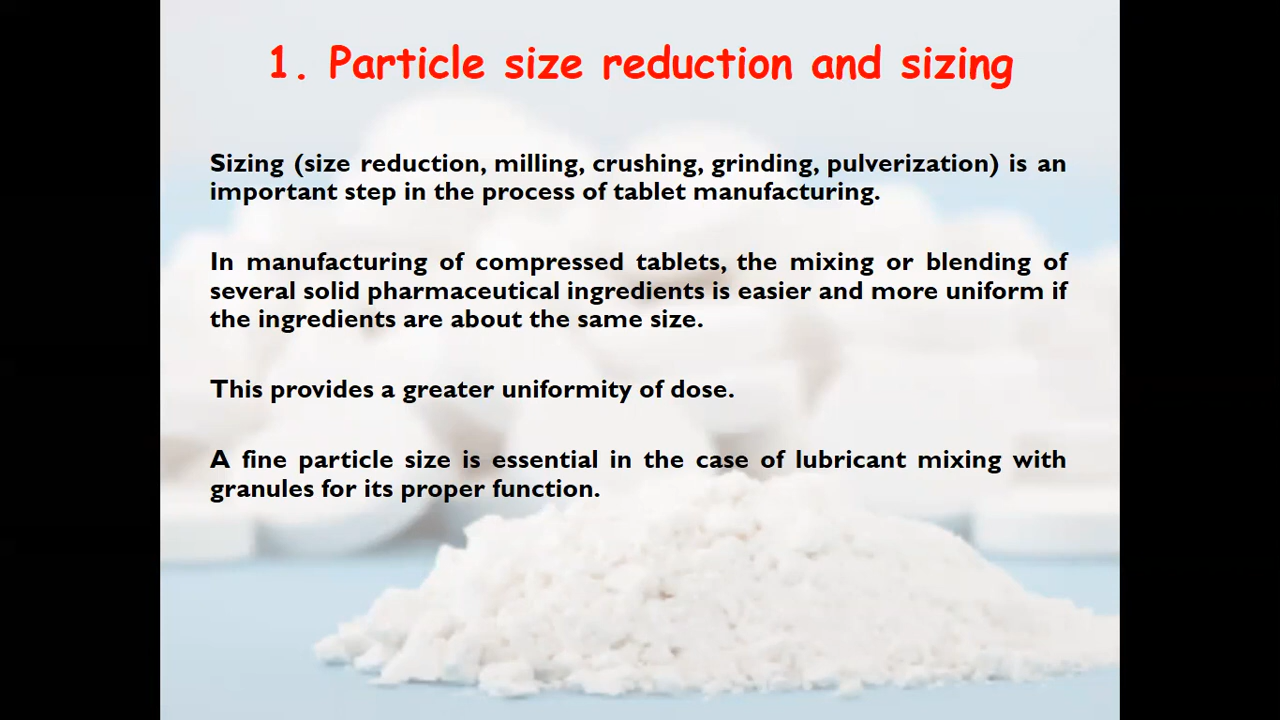 1. Particle size reduction and sizing
Sizing (size reduction, milling, crushing, grinding, pulverization) is an
important step in the process of tablet manufacturing.
In manufacturing of compressed tablets, the mixing or blending of
several solid pharmaceutical ingredients is easier and more uniform if
the ingredients are about the same size.
This provides a greater uniformity of dose.
A fine particle size is essential in the case of lubricant mixing with
granules for its proper function.